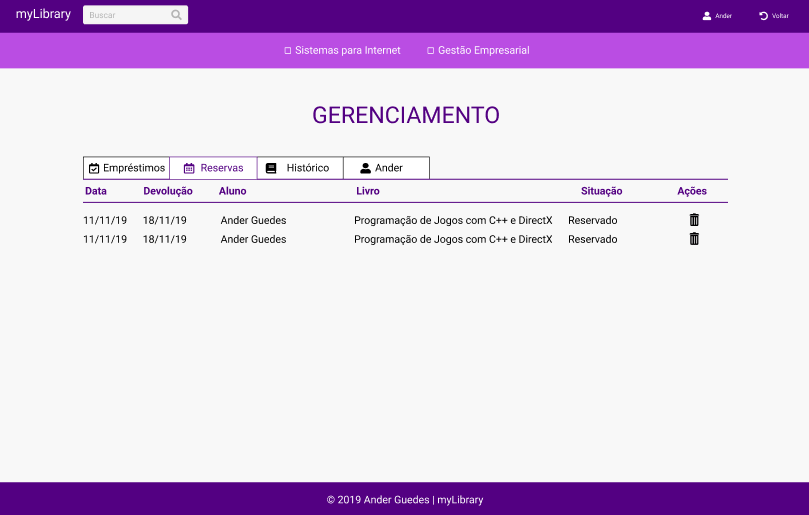 myLibrary Buscar Ander Voltar
Sistemas para Internet Gestão Empresarial
GERENCIAMENTO
Empréstimos Reservas Histórico Ander
Data Devolução Aluno Livro Situação Ações
11/11/19 18/11/19 Ander Guedes Programação de Jogos com C++ e DirectX Reservado
11/11/19 18/11/19 Ander Guedes Programação de Jogos com C++ e DirectX Reservado
© 2019 Ander Guedes | myLibrary